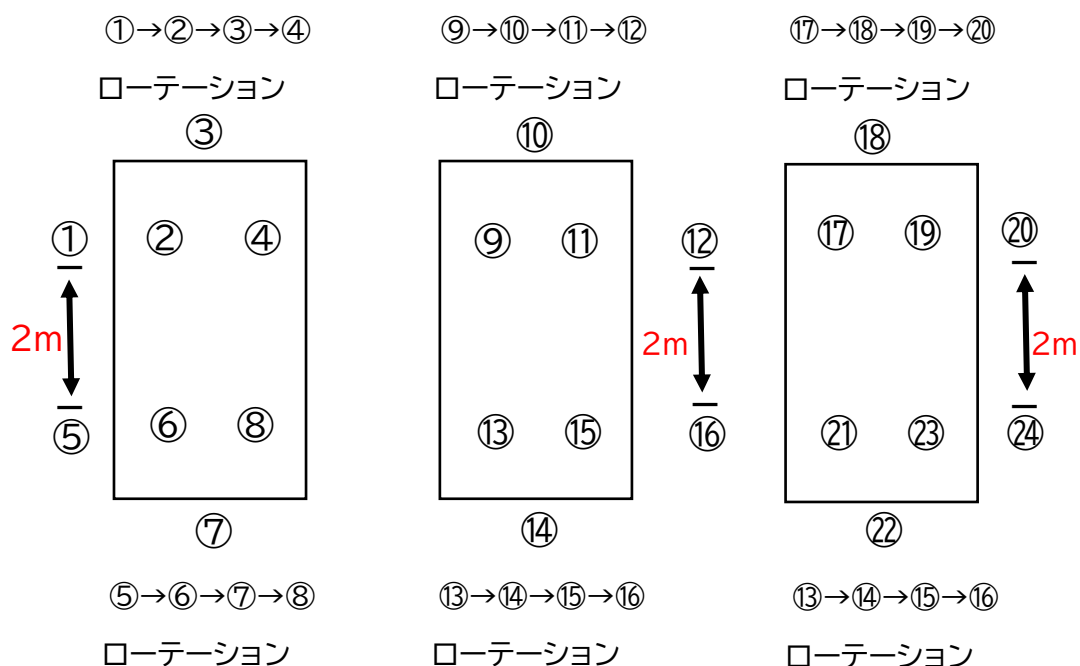 ①→②→③→④ ⑨→⑩→⑪→⑫ ⑰→⑱→⑲→⑳
ローテーション ローテーション ローテーション
③ ⑩ ⑱
① ② ④ ⑨ ⑪ ⑫ ⑰ ⑲ ⑳
2m 2m 2m
⑤ ⑥ ⑧ ⑬ ⑮ ⑯ ㉑ ㉓ ㉔
⑦ ⑭ ㉒
⑤→⑥→⑦→⑧ ⑬→⑭→⑮→⑯ ⑬→⑭→⑮→⑯
ローテーション ローテーション ローテーション